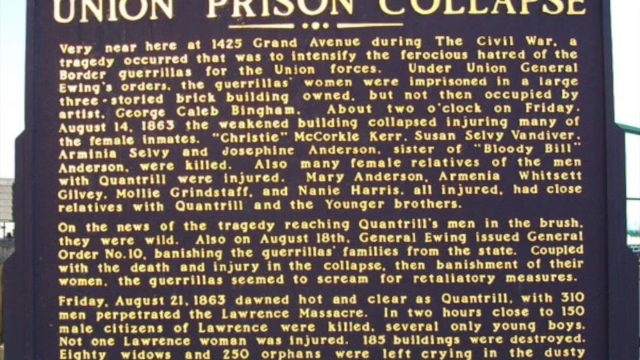 UNION PRISON COLLAPSE
Very near here at 1425 Grand Avenue during The Civil War, a
tragedy occurred that was to intensify the ferocious hatred of the
Border guerrillas for the Union forces. Under Union General
Ewing's orders, the guerrillas' women were imprisoned in a large
three-storied brick building owned, but not then occupied by
artist, George Caleb Bingham. About two o'clock on Friday,
August 14, 1863 the weakened building collapsed injuring many of
the female inmates. "Christie" McCorkle Kerr, Susan Selvy Vandiver,
Arminia Selvy and Josephine Anderson, sister of "Bloody Bill"
Anderson, were killed. Also many female relatives of the men
with Quantrill were injured. Mary Anderson, Armenia Whitsett
Gilvey, Mollie Grindstaff, and Nanie Harris, all injured, had close
relatives with Quantrill and the Younger brothers.
On the news of the tragedy reaching Quantrill's men in the brush,
they were wild. Also on August 18th, General Ewing issued General
Order No.10, banishing the guerrillas' families from the state. Coupled
with the death and injury in the collapse, then banishment of their
women, the guerrillas seemed to scream for retaliatory measures.
Friday, August 21, 1863 dawned hot and clear as Quantrill, with 310
men perpetrated the Lawrence Massacre. In two hours close to 150
male citizens of Lawrence were killed, several only young boys.
Not one Lawrence woman was injured. 185 buildings were destroyed.
Eighty widows and 250 orphans were left crying in the dusty